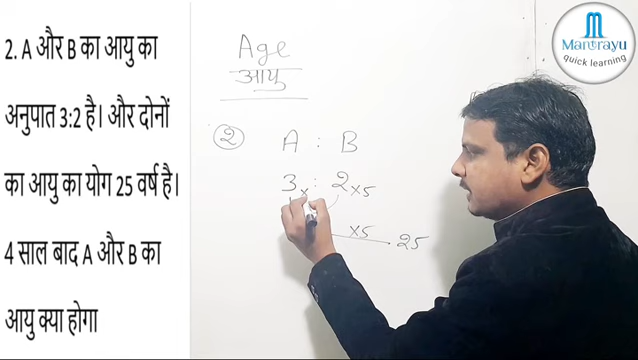 2. A और B का आयु का
अनुपात 3:2 है। और दोनों
का आयु का योग 25 वर्ष है।
4 साल बाद A और B का
आयु क्या होगा
Age
आयु
② A : B
3 × : 2 ×5
×5 25
Manurayu
quick learning